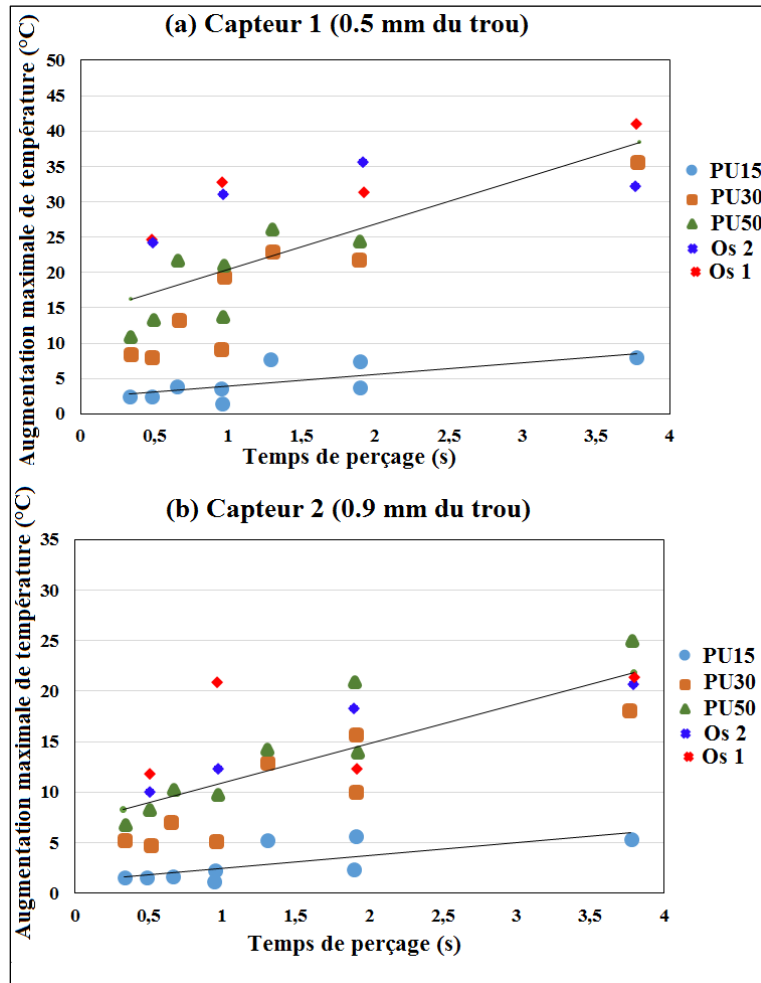 (a) Capteur 1 (0.5 mm du trou)
Augmentation maximale de température (°C)
50
45
40
35
30
25
20
15
10
5
0
0
0,5
1
1,5
2
2,5
3
3,5
4
Temps de perçage (s)
PU15
PU30
PU50
Os 2
Os 1
(b) Capteur 2 (0.9 mm du trou)
Augmentation maximale de température (°C)
35
30
25
20
15
10
5
0
0
0,5
1
1,5
2
2,5
3
3,5
4
Temps de perçage (s)
PU15
PU30
PU50
Os 2
Os 1